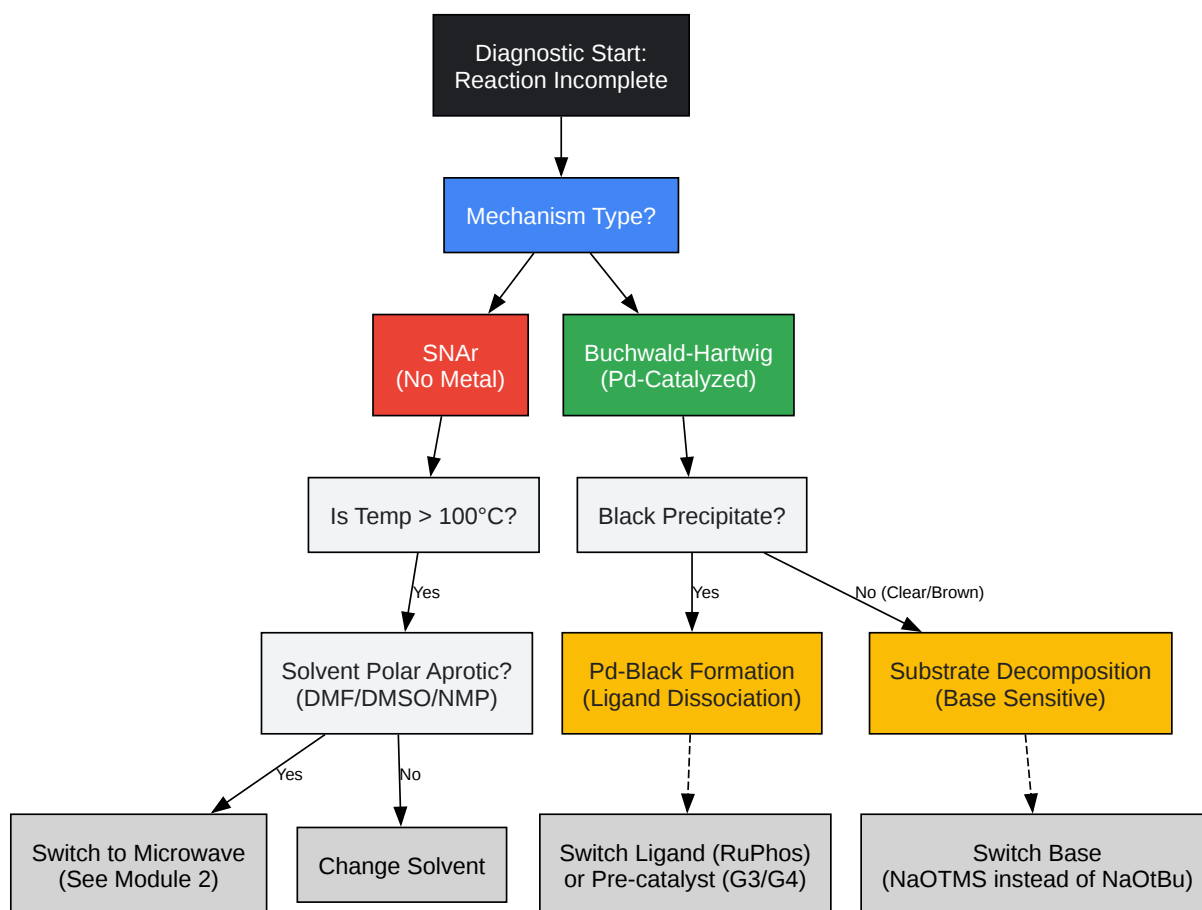 Diagnostic Start:
Reaction Incomplete
Mechanism Type?
SNAr
(No Metal)
Buchwald-Hartwig
(Pd-Catalyzed)
Is Temp > 100°C?
Black Precipitate?
Yes
Yes
No (Clear/Brown)
Solvent Polar Aprotic?
(DMF/DMSO/NMP)
Pd-Black Formation
(Ligand Dissociation)
Substrate Decomposition
(Base Sensitive)
Yes
No
Switch to Microwave
(See Module 2)
Change Solvent
Switch Ligand (RuPhos)
or Pre-catalyst (G3/G4)
Switch Base
(NaOTMS instead of NaOtBu)